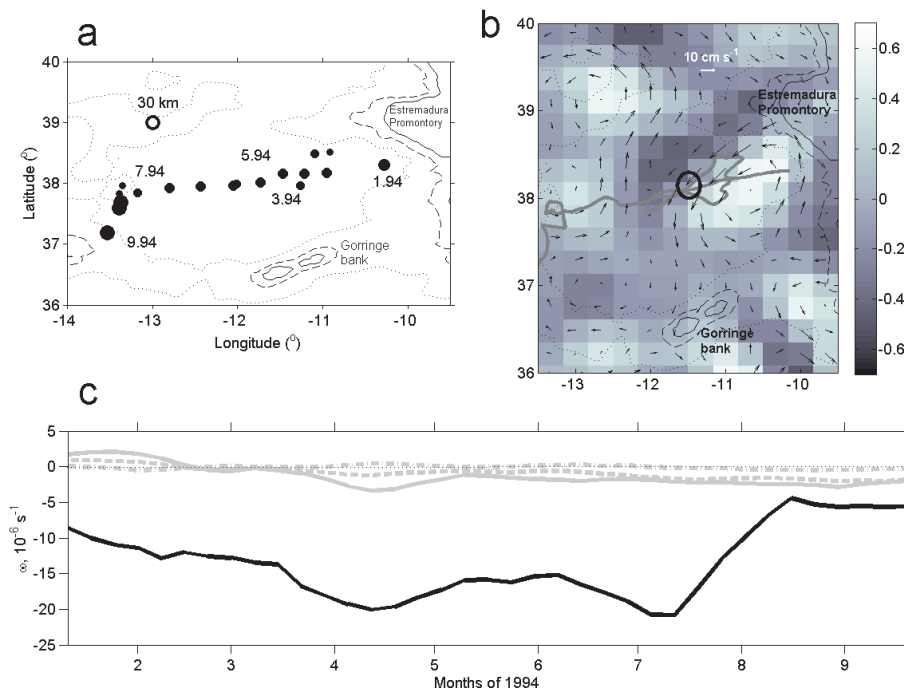 a
40
39
38
37
36
Latitude (⁰)
30 km
Estremadura
Promontory
5.94
7.94
1.94
3.94
9.94
Gorringe
bank
-14
-13
-12
-11
-10
Longitude (⁰)
b
40
39
38
37
36
10 cm s⁻¹
Estremadura
Promontory
Gorringe
bank
-13
-12
-11
-10
0.6
0.4
0.2
0
-0.2
-0.4
-0.6
c
5
0
-5
-10
-15
-20
-25
ω, 10⁻⁶ s⁻¹
2
3
4
5
6
7
8
9
Months of 1994